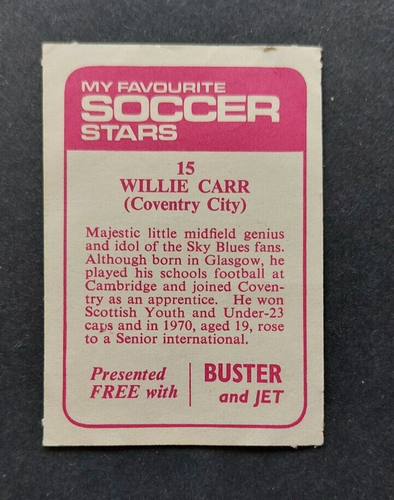 MY FAVOURITE
SOCCER
STARS
15
WILLIE CARR
(Coventry City)
Majestic little midfield genius
and idol of the Sky Blues fans.
Although born in Glasgow, he
played his schools football at
Cambridge and joined Coven-
try as an apprentice. He won
Scottish Youth and Under-23
caps and in 1970, aged 19, rose
to a Senior international.
Presented
FREE with
BUSTER
and JET